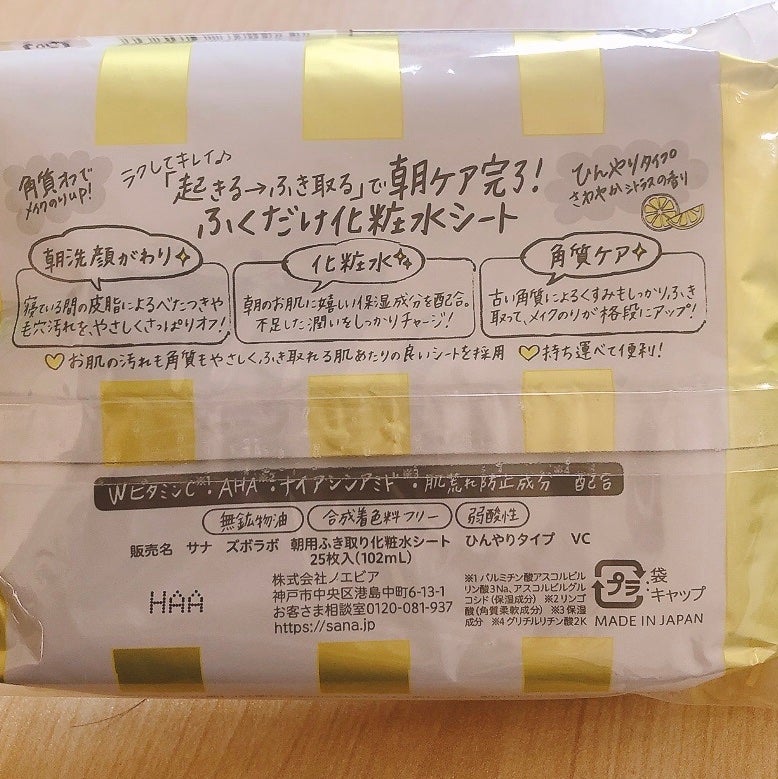 角質オフで
メイクのりUP!
ラクしてキレイ♪
「起きる→ふき取る」で朝ケア完了!
ふくだけ化粧水シート
ひんやりタイプ
さわやかシトラスの香り
朝洗顔がわり
寝ている間の皮脂によるべたつきや
毛穴汚れを、やさしくさっぱりオフ!
化粧水
朝のお肌に嬉しい保湿成分を配合。
不足した潤いをしっかりチャージ!
角質ケア
古い角質によるくすみもしっかりふき
取って、メイクのりが格段にアップ!
お肌の汚れも角質もやさしくふき取れる肌あたりの良いシートを採用 持ち運べて便利!
WビタミンC※1・AHA※2・ナイアシンアミド※3・肌荒れ防止成分※4 配合
無鉱物油 合成着色料フリー 弱酸性
販売名 サナ ズボラボ 朝用ふき取り化粧水シート ひんやりタイプ VC
25枚入(102mL)
株式会社ノエビア
神戸市中央区港島中町6-13-1
お客さま相談室0120-081-937
https://sana.jp
HAA
※1 パルミチン酸アスコルビル
リン酸3Na、アスコルビルグル
コシド(保湿成分) ※2リンゴ
酸(角質柔軟成分) ※3 保湿
成分 ※4 グリチルリチン酸2K
プラ
袋
キャップ
MADE IN JAPAN